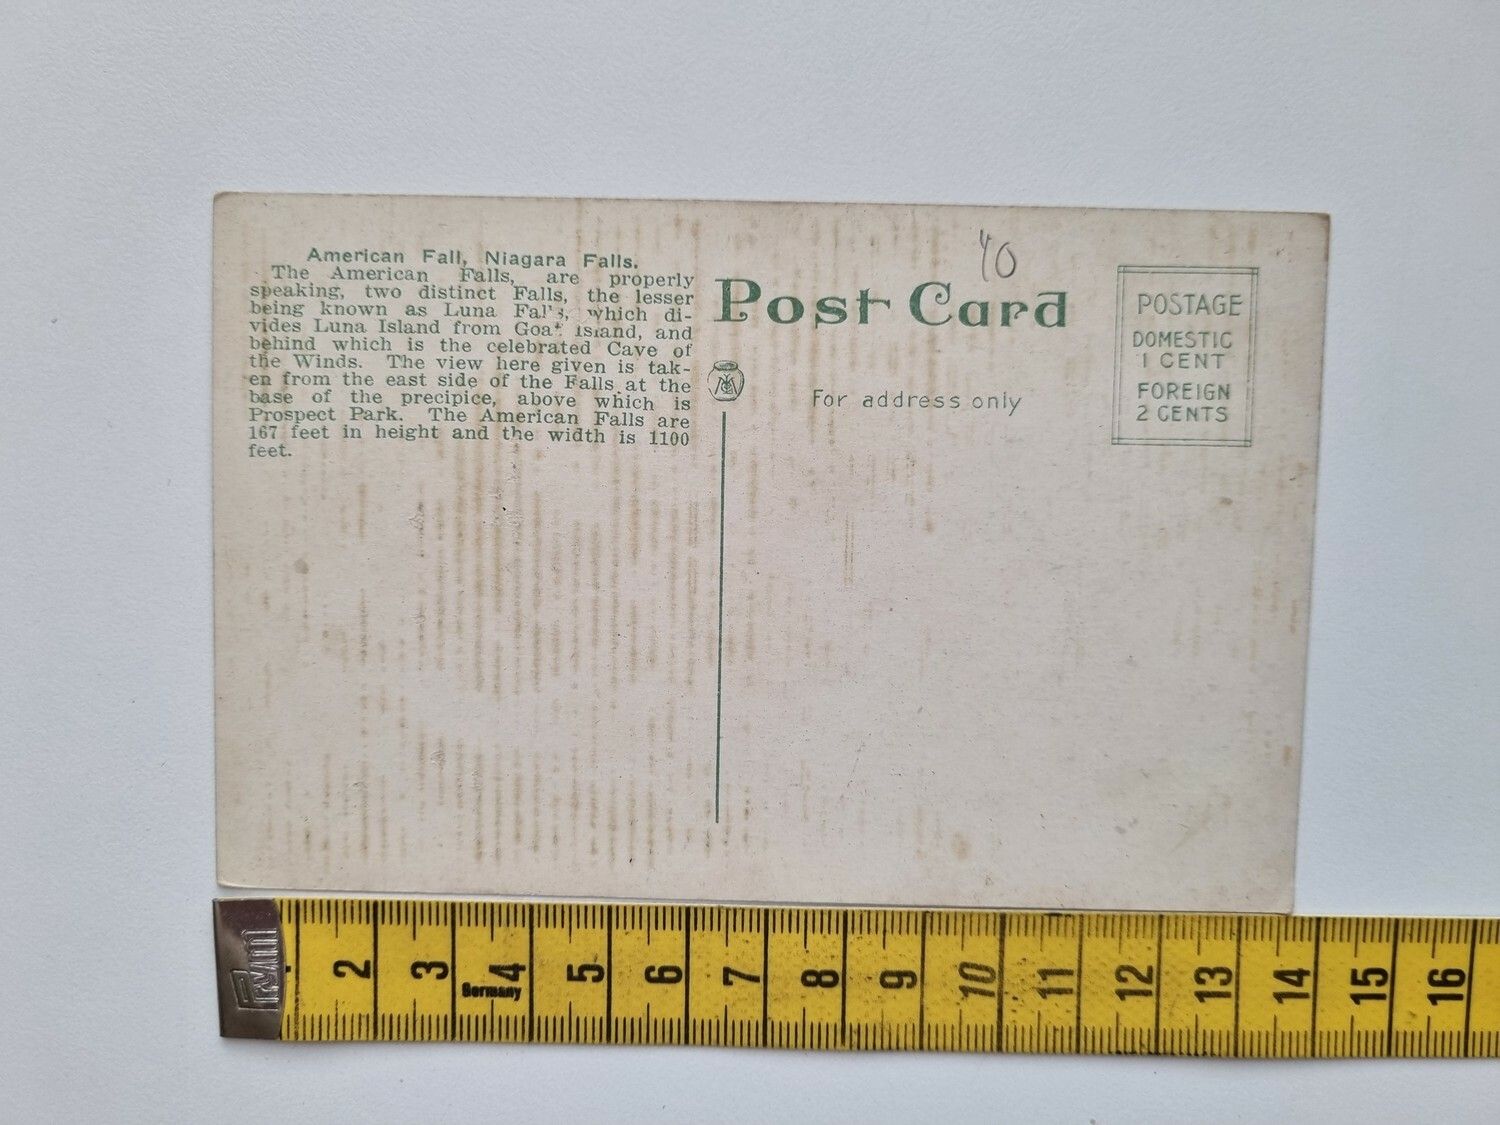 American Fall, Niagara Falls.
The American Falls, are properly
speaking, two distinct Falls, the lesser
being known as Luna Falls, which di-
vides Luna Island from Goat Island, and
behind which is the celebrated Cave of
the Winds. The view here given is tak-
en from the east side of the Falls at the
base of the precipice, above which is
Prospect Park. The American Falls are
167 feet in height and the width is 1100
feet.
Post Card
40
For address only
POSTAGE
DOMESTIC
1 CENT
FOREIGN
2 CENTS
2 3 4 5 6 7 8 9 10 11 12 13 14 15 16
Germany